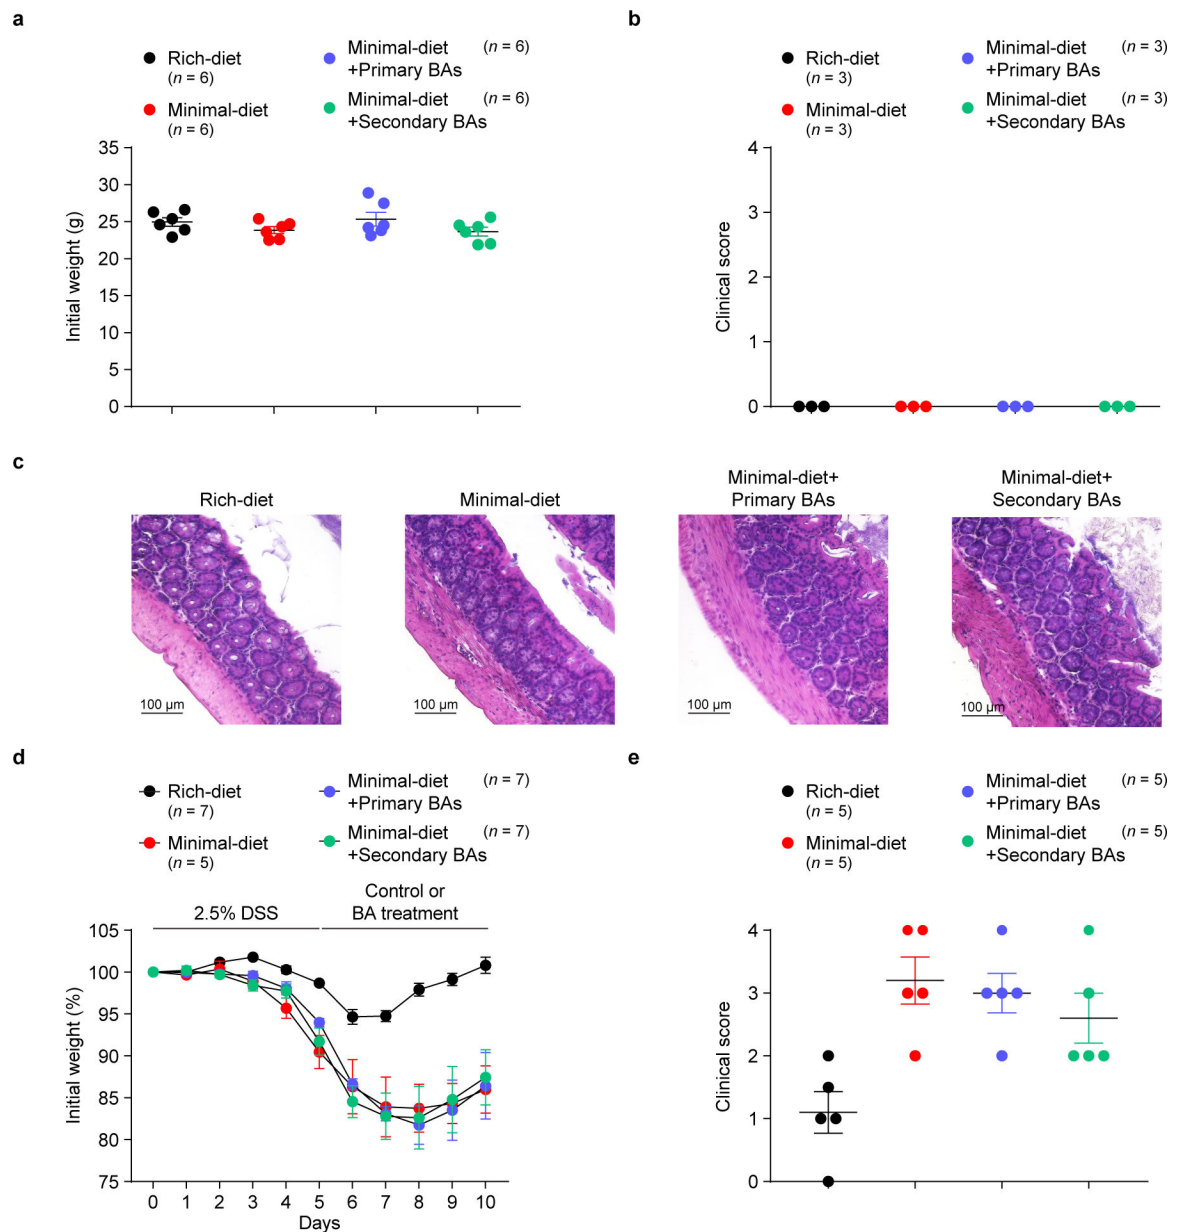 a
Rich-diet
(n = 6)
Minimal-diet
(n = 6)
Minimal-diet (n = 6)
+Primary BAs
Minimal-diet (n = 6)
+Secondary BAs
35
30
25
20
15
10
5
0
Initial weight (g)
b
Rich-diet
(n = 3)
Minimal-diet
(n = 3)
Minimal-diet (n = 3)
+Primary BAs
Minimal-diet (n = 3)
+Secondary BAs
4
3
2
1
0
Clinical score
c
Rich-diet
Minimal-diet
Minimal-diet+
Primary BAs
Minimal-diet+
Secondary BAs
100 µm
100 µm
100 µm
100 µm
d
Rich-diet
(n = 7)
Minimal-diet
(n = 5)
Minimal-diet (n = 7)
+Primary BAs
Minimal-diet (n = 7)
+Secondary BAs
2.5% DSS
Control or
BA treatment
105
100
95
90
85
80
75
Initial weight (%)
0 1 2 3 4 5 6 7 8 9 10
Days
e
Rich-diet
(n = 5)
Minimal-diet
(n = 5)
Minimal-diet (n = 5)
+Primary BAs
Minimal-diet (n = 5)
+Secondary BAs
4
3
2
1
0
Clinical score